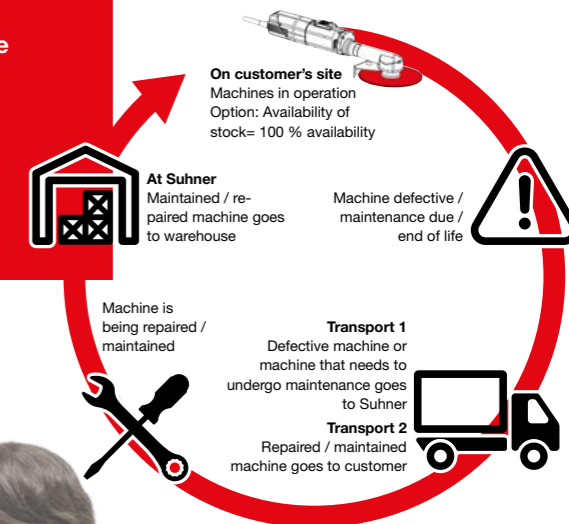 e
On customer's site
Machines in operation
Option: Availability of
stock= 100 % availability
At Suhner
Maintained / re-
paired machine goes
to warehouse
Machine defective /
maintenance due /
end of life
Machine is
being repaired /
maintained
Transport 1
Defective machine or
machine that needs to
undergo maintenance goes
to Suhner
Transport 2
Repaired / maintained
machine goes to customer